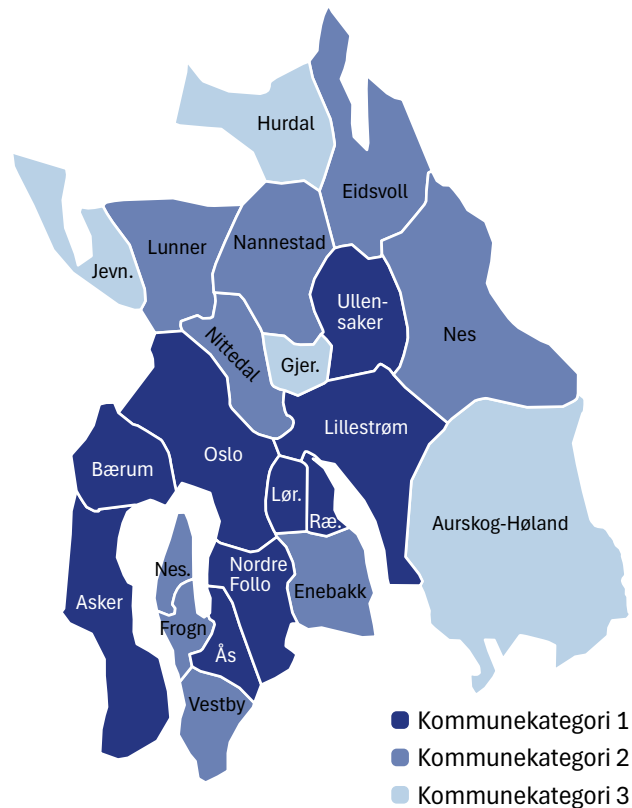 Hurdal
Eidsvoll
Lunner
Nannestad
Jevn.
Ullen-
saker
Nittedal
Nes
Gjer.
Lillestrøm
Oslo
Bærum
Lør.
Ræ.
Aurskog-Høland
Nes.
Nordre
Follo
Enebakk
Asker
Frogn
Ås
Vestby
Kommunekategori 1
Kommunekategori 2
Kommunekategori 3